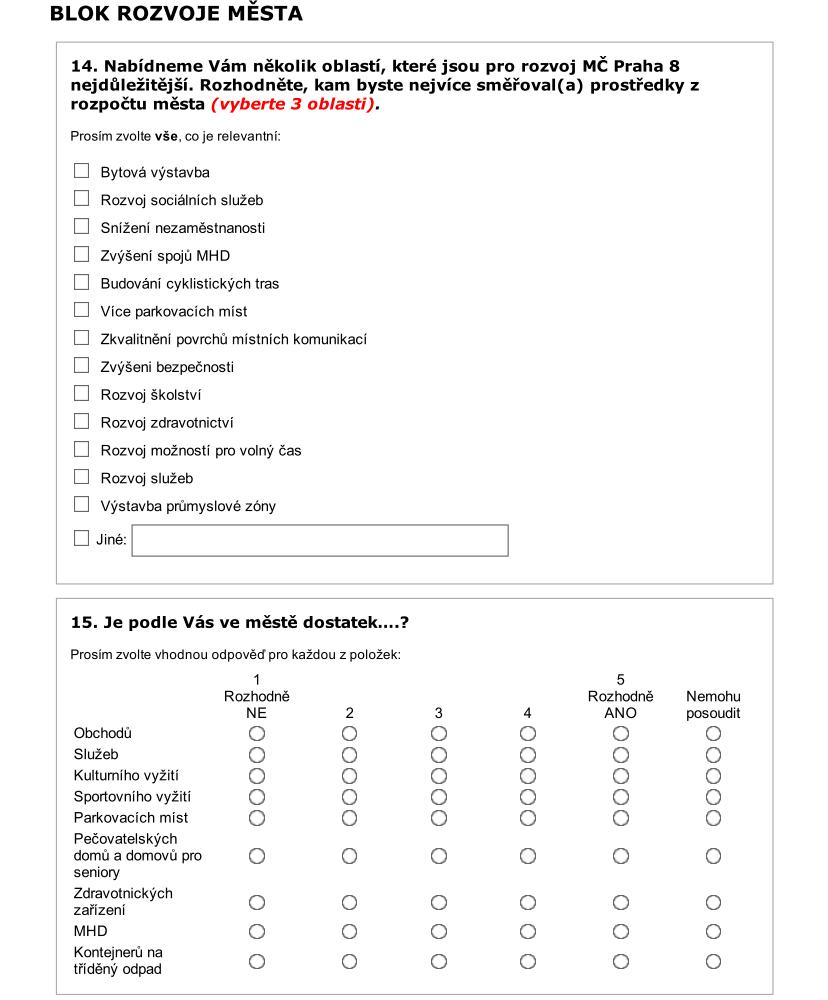 BLOK ROZVOJE MĚSTA
14. Nabídneme Vám několik oblastí, které jsou pro rozvoj MČ Praha 8
nejdůležitější. Rozhodněte, kam byste nejvíce směřoval(a) prostředky z
rozpočtu města (vyberte 3 oblasti).
Prosím zvolte vše, co je relevantní:
Bytová výstavba
Rozvoj sociálních služeb
Snížení nezaměstnanosti
Zvýšení spojů MHD
Budování cyklistických tras
Více parkovacích míst
Zkvalitnění povrchů místních komunikací
Zvýšeni bezpečnosti
Rozvoj školství
Rozvoj zdravotnictví
Rozvoj možností pro volný čas
Rozvoj služeb
Výstavba průmyslové zóny
Jiné:
15. Je podle Vás ve městě dostatek....?
Prosím zvolte vhodnou odpověď pro každou z položek:
1 5
Rozhodně Rozhodně Nemohu
NE 2 3 4 ANO posoudit
Obchodů
Služeb
Kulturního vyžití
Sportovního vyžití
Parkovacích míst
Pečovatelských
domů a domovů pro
seniory
Zdravotnických
zařízení
MHD
Kontejnerů na
tříděný odpad